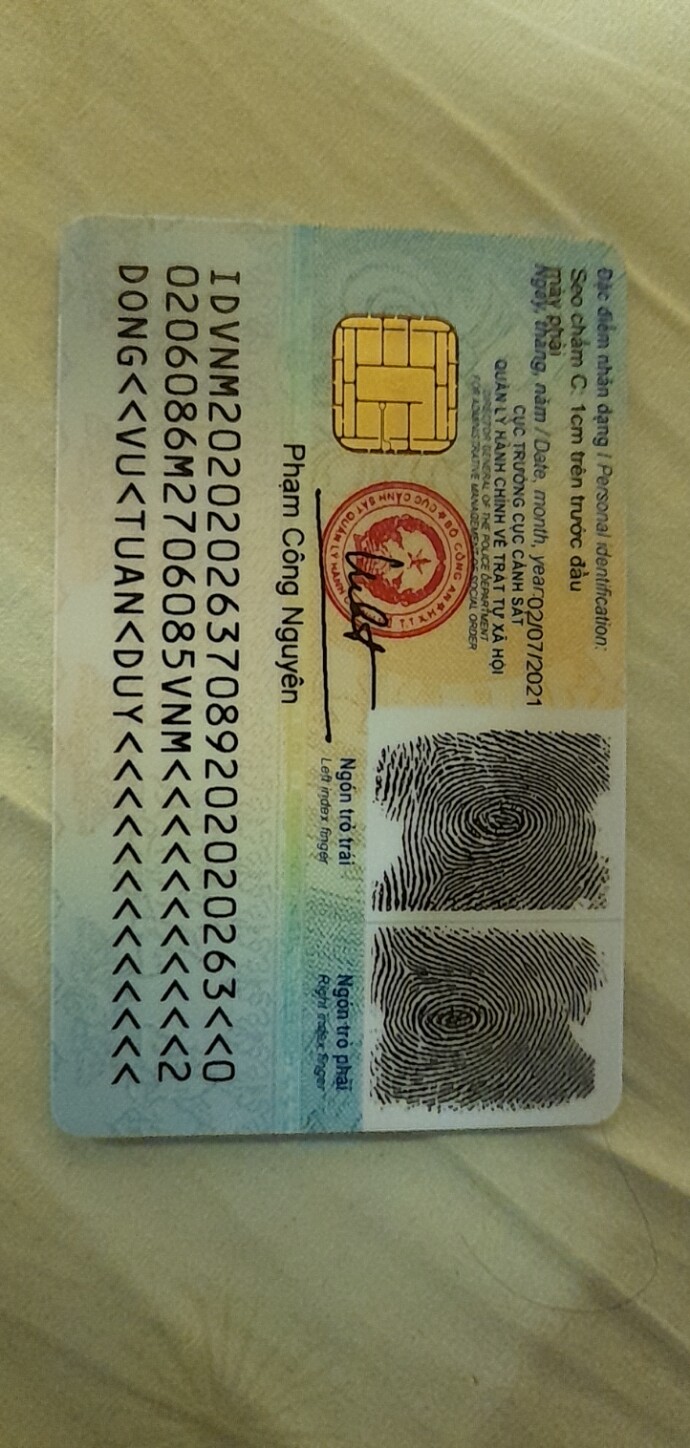 Đặc điểm nhân dạng / Personal identification:
Sẹo chấm C: 1cm trên trước đầu
mày phải
Ngày, tháng, năm / Date, month, year: 02/07/2021
CỤC TRƯỞNG CỤC CẢNH SÁT
QUẢN LÝ HÀNH CHÍNH VỀ TRẬT TỰ XÃ HỘI
DIRECTOR GENERAL OF THE POLICE DEPARTMENT
FOR ADMINISTRATIVE MANAGEMENT OF SOCIAL ORDER
Phạm Công Nguyên
Ngón trỏ trái
Left index finger
Ngón trỏ phải
Right index finger
IDVNM2020202637089202020263<<0
0206086M2706085VNM<<<<<<<<<<<2
DONG<<VU<TUAN<DUY<<<<<<<<<<<<<